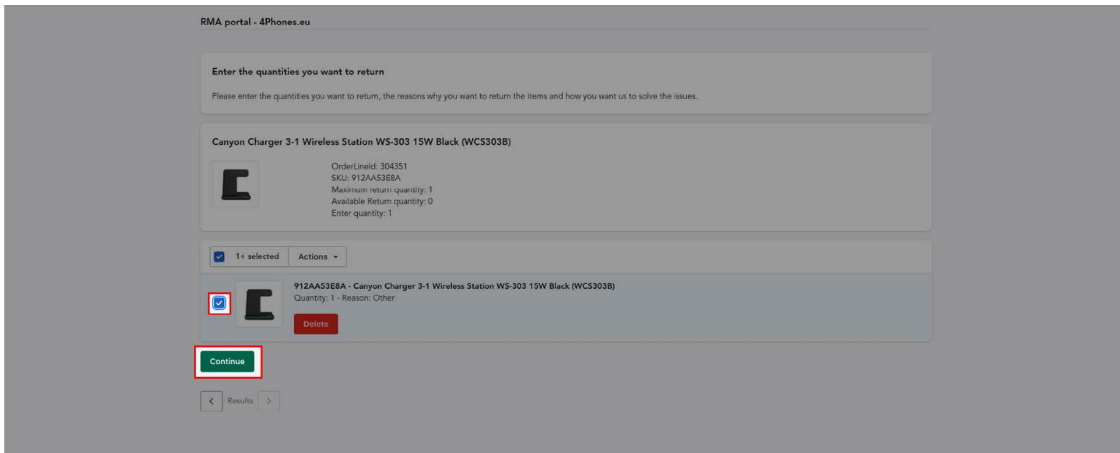 RMA portal - 4Phones.eu
Enter the quantities you want to return
Please enter the quantities you want to return, the reasons why you want to return the items and how you want us to solve the issues.
Canyon Charger 3-1 Wireless Station WS-303 15W Black (WCS303B)
OrderLineId: 304351
SKU: 912AA53E8A
Maximum return quantity: 1
Available Return quantity: 0
Enter quantity: 1
1+ selected Actions
912AA53E8A - Canyon Charger 3-1 Wireless Station WS-303 15W Black (WCS303B)
Quantity: 1 - Reason: Other
Delete
Continue
Results